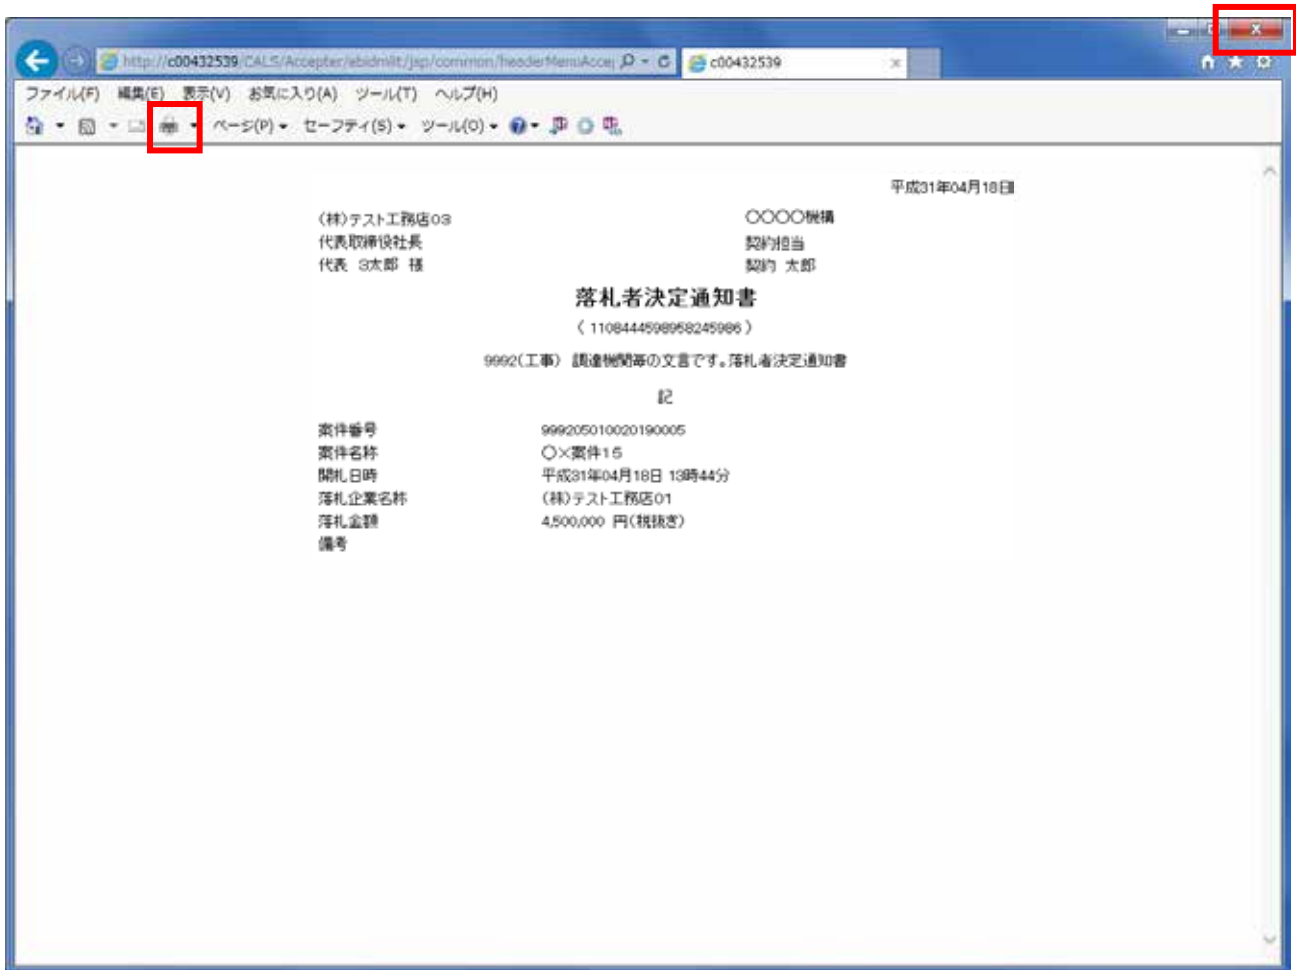 http://c00432539/CALS/Accepter/ebidmlit/jsp/common/headerMenuAccep
c00432539
ファイル(F) 編集(E) 表示(V) お気に入り(A) ツール(T) ヘルプ(H)
ページ(P) セーフティ(S) ツール(O)
平成31年04月18日
(株)テスト工務店03
〇〇〇〇機構
代表取締役社長
契約担当
代表 3太郎 様
契約 太郎
落札者決定通知書
( 1108444598958245986 )
9992(工事) 調達機関毎の文言です。落札者決定通知書
記
案件番号 999205010020190005
案件名称 〇×案件15
開札日時 平成31年04月18日 13時44分
落札企業名称 (株)テスト工務店01
落札金額 4,500,000 円(税抜き)
備考